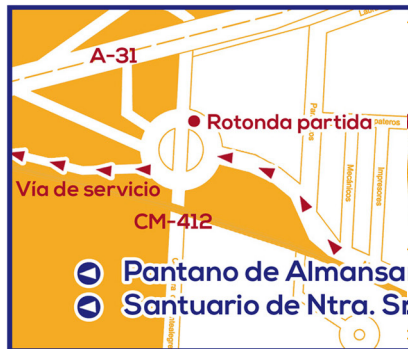 A-31
Rotonda partida
Vía de servicio
CM-412
Mecánicos
Impresores
Pantano de Almansa
Santuario de Ntra. Sr